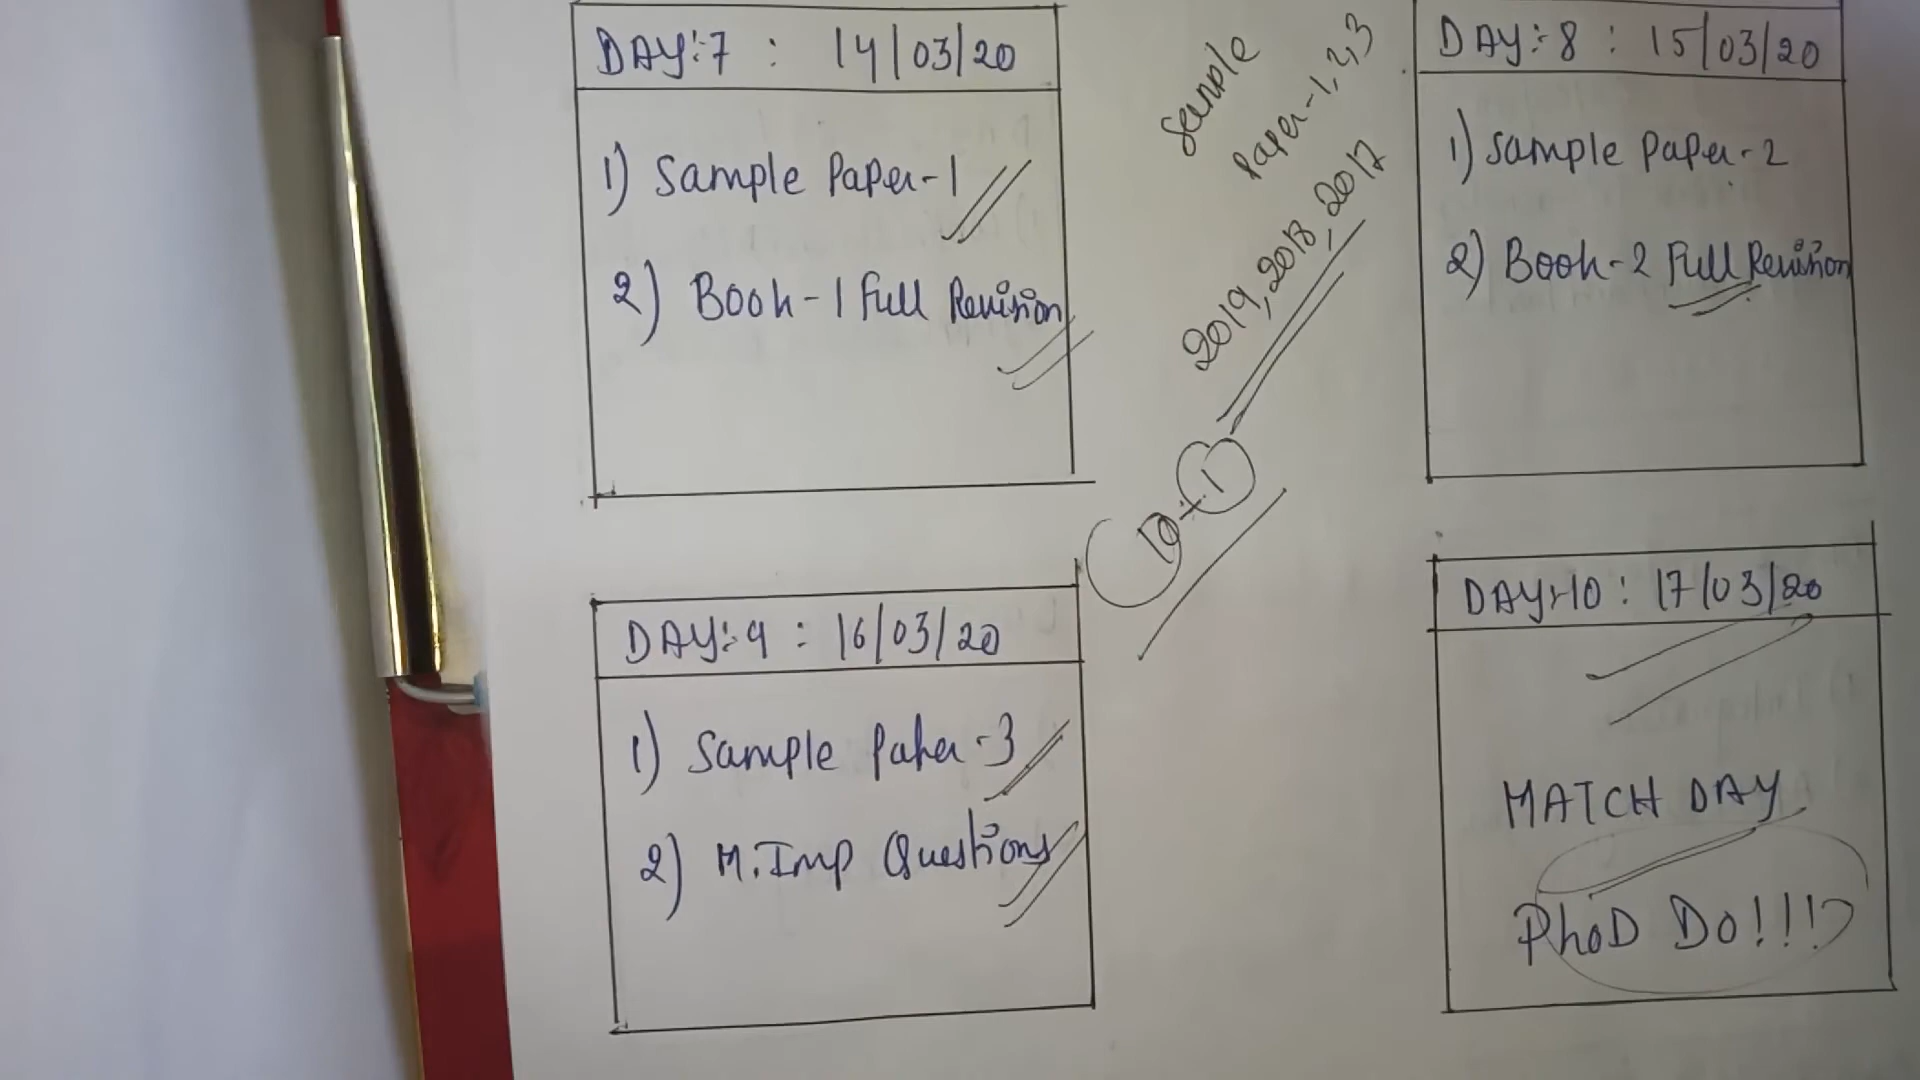 DAY:-7 : 14/03/20
1) Sample Paper-1
2) Book-1 Full Revision
Sample
Paper-1,2,3
2019, 2018, 2017
10+1
DAY:-8 : 15/03/20
1) Sample Paper-2
2) Book-2 Full Revision
DAY:-9 : 16/03/20
1) Sample Paper-3
2) M.Imp Questions
DAY:-10 : 17/03/20
MATCH DAY
PhoD Do!!!